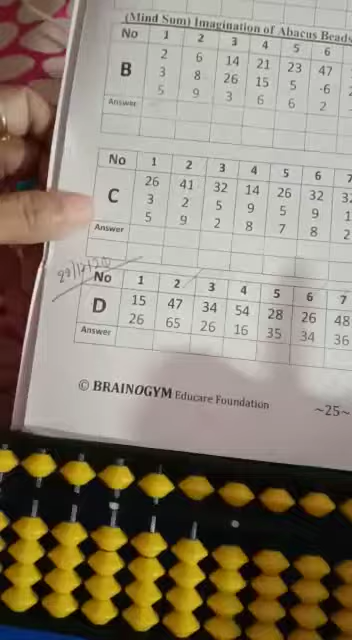 (Mind Sum) Imagination of Abacus Beads
No 1 2 3 4 5 6
B
2 6 14 21 23 47
3 8 26 15 5 -6
5 9 3 6 6 2
Answer
No 1 2 3 4 5 6 7
C
26 41 32 14 26 32
3 2 5 9 5 9 1
5 9 2 8 7 8 2
Answer
No 1 2 3 4 5 6 7
D
15 47 34 54 28 26 48
26 65 26 16 35 34 36
Answer
© BRAINOGYM Educare Foundation
~25~